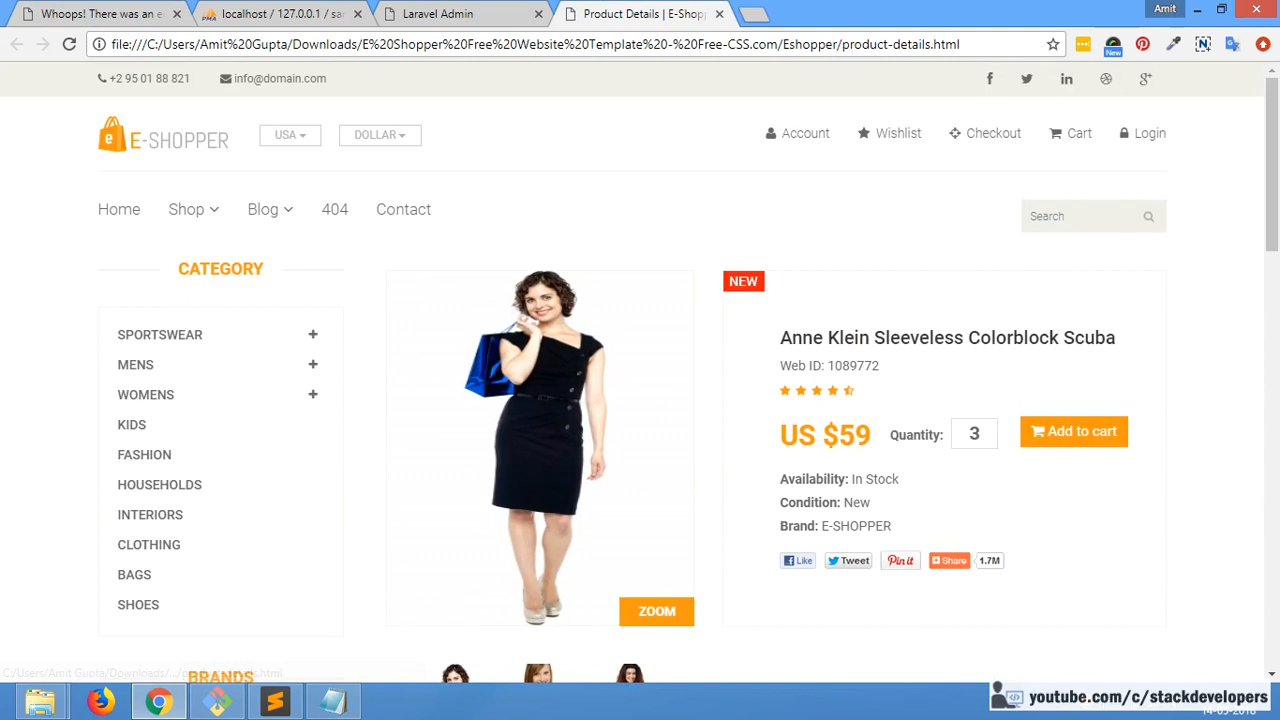 Whoops! There was an e
localhost / 127.0.0.1 / sa
Laravel Admin
Product Details | E-Shop
Amit
file:///C:/Users/Amit%20Gupta/Downloads/E%20Shopper%20Free%20Website%20Template%20-%20Free-CSS.com/Eshopper/product-details.html
New
+2 95 01 88 821
info@domain.com
E-SHOPPER
USA
DOLLAR
Account
Wishlist
Checkout
Cart
Login
Home
Shop
Blog
404
Contact
Search
CATEGORY
SPORTSWEAR
MENS
WOMENS
KIDS
FASHION
HOUSEHOLDS
INTERIORS
CLOTHING
BAGS
SHOES
BRANDS
ZOOM
NEW
Anne Klein Sleeveless Colorblock Scuba
Web ID: 1089772
US $59
Quantity:
3
Add to cart
Availability: In Stock
Condition: New
Brand: E-SHOPPER
Like
Tweet
Pin it
Share
1.7M
youtube.com/c/stackdevelopers